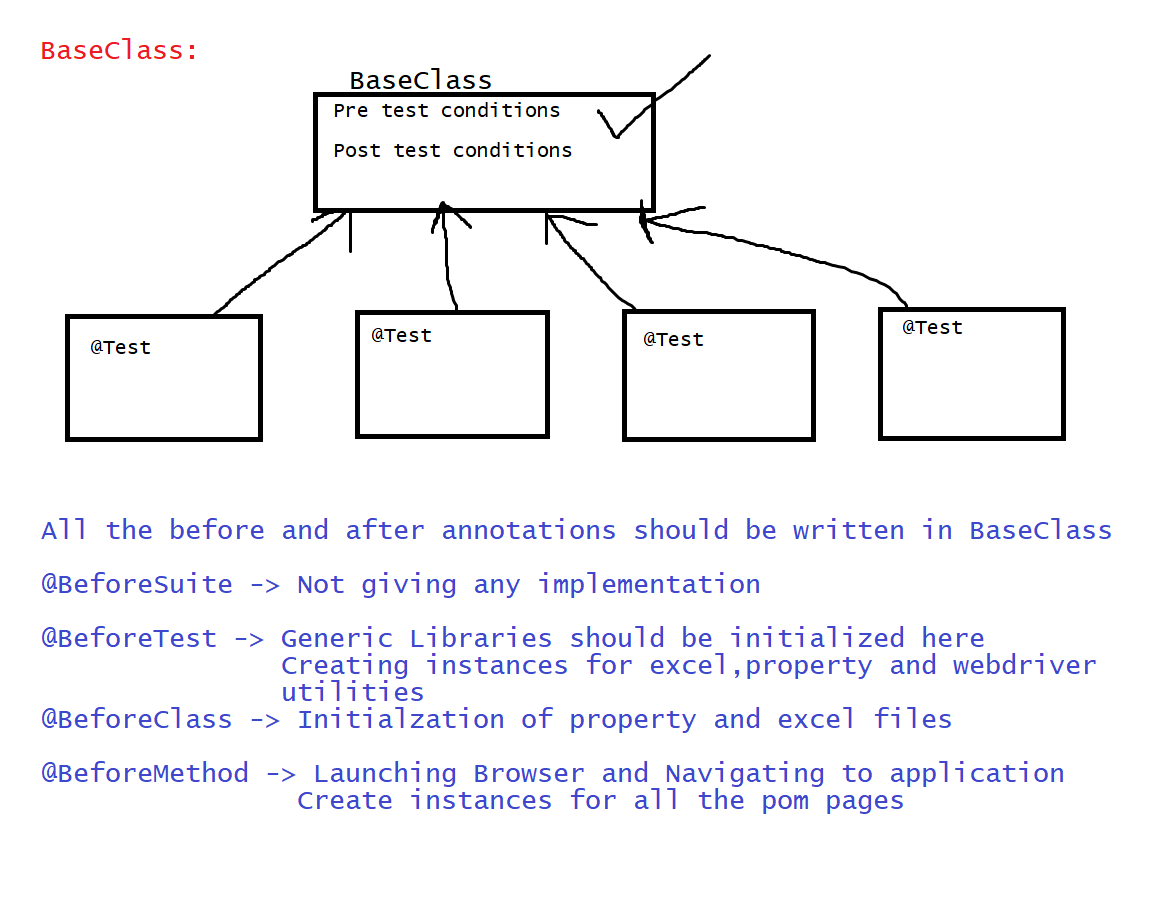 BaseClass:
BaseClass
Pre test conditions
Post test conditions
@Test
@Test
@Test
@Test
All the before and after annotations should be written in BaseClass
@BeforeSuite -> Not giving any implementation
@BeforeTest -> Generic Libraries should be initialized here
Creating instances for excel,property and webdriver
utilities
@BeforeClass -> Initialzation of property and excel files
@BeforeMethod -> Launching Browser and Navigating to application
Create instances for all the pom pages